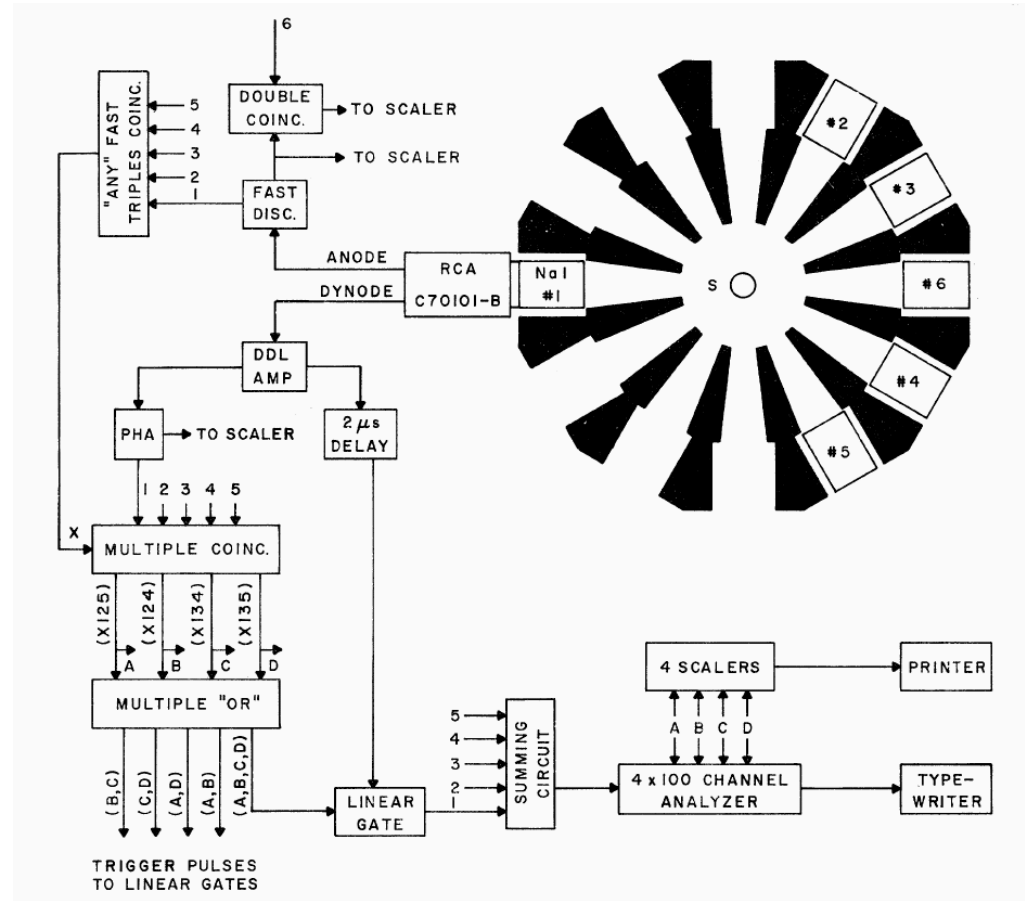 6
"ANY" FAST
TRIPLES COINC.
5
4
3
2
1
DOUBLE
COINC.
TO SCALER
TO SCALER
FAST
DISC.
ANODE
DYNODE
RCA
C70101-B
NaI
#1
S
#2
#3
#6
#4
#5
DDL
AMP
PHA
TO SCALER
2 μs
DELAY
1 2 3 4 5
X
MULTIPLE COINC.
(X125)
(X124)
(X134)
(X135)
A B C D
MULTIPLE "OR"
(B,C)
(C,D)
(A,D)
(A,B)
(A,B,C,D)
TRIGGER PULSES
TO LINEAR GATES
LINEAR
GATE
5
4
3
2
1
SUMMING
CIRCUIT
4 SCALERS
PRINTER
A B C D
4 x 100 CHANNEL
ANALYZER
TYPE-
WRITER